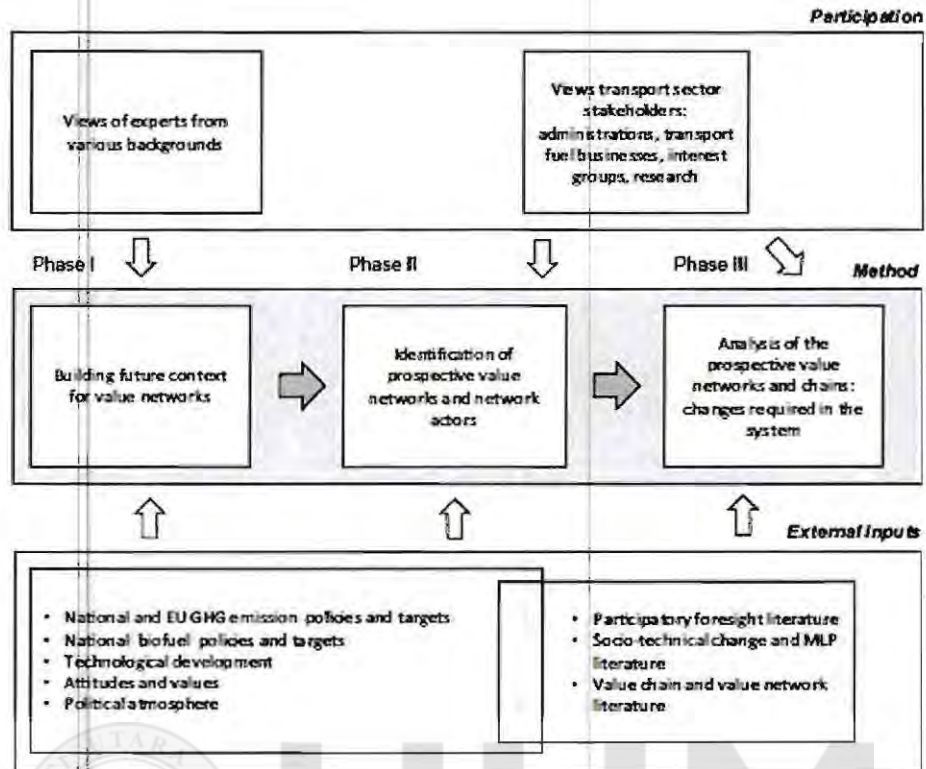 Participation
Views of experts from
various backgrounds
Views transport sector
stakeholders:
administrations, transport
fuel businesses, interest
groups, research
Phase I
Phase II
Phase III
Method
Building future context
for value networks
Identification of
prospective value
networks and network
actors
Analysis of the
prospective value
networks and chains:
changes required in the
system
External Inputs
• National and EU GHG emission policies and targets
• National biofuel policies and targets
• Technological development
• Attitudes and values
• Political atmosphere
• Participatory foresight literature
• Socio-technical change and MLP
literature
• Value chain and value network
literature
UTARA
UUM